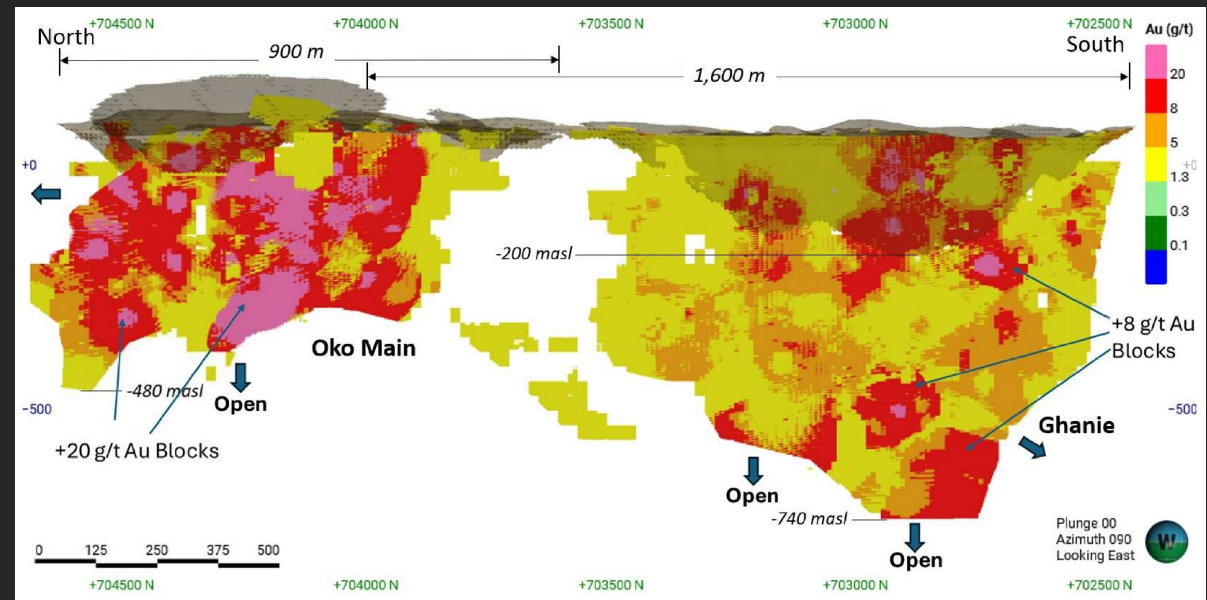 +704500 N
+704000 N
+703500 N
+703000 N
+702500 N
North
900 m
1,600 m
South
Au (g/t)
20
8
5
1.3
0.3
0.1
+0
+0
-200 masl
Oko Main
+8 g/t Au
Blocks
-480 masl
Open
-500
-500
+20 g/t Au Blocks
Ghanie
Open
-740 masl
Open
Plunge 00
Azimuth 090
Looking East
W
0 125 250 375 500
+704500 N
+704000 N
+703500 N
+703000 N
+702500 N